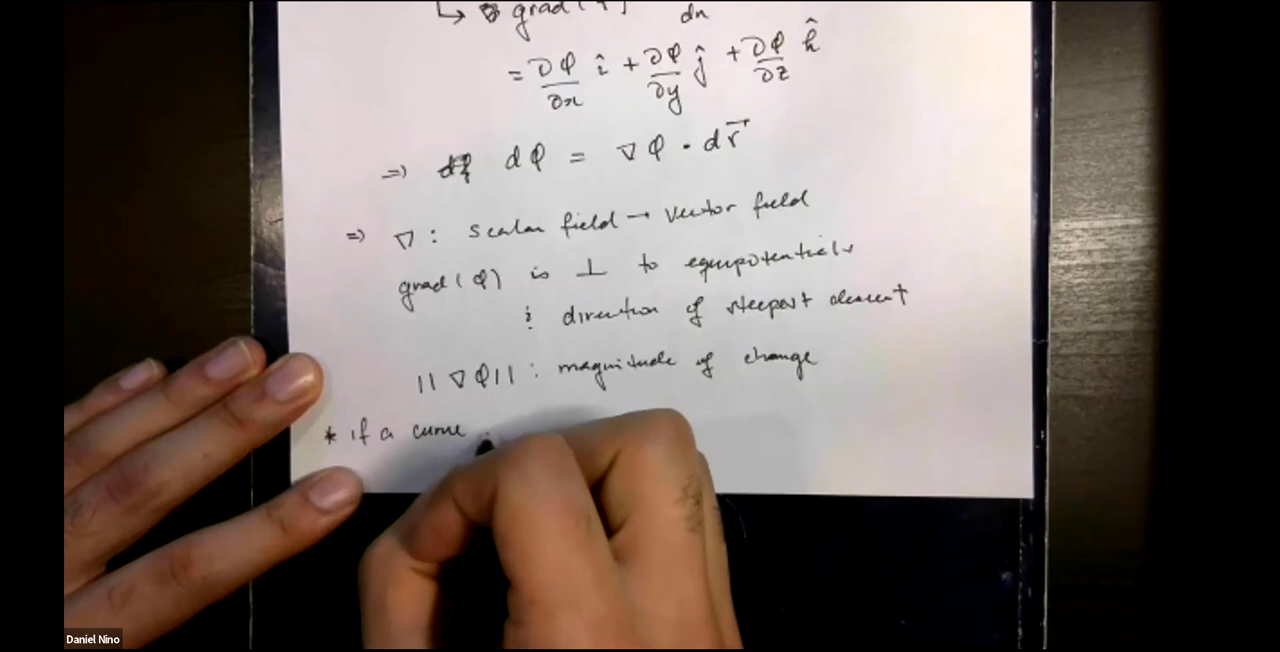 ↳ grad(φ) dn
= ∂φ/∂x î + ∂φ/∂y ĵ + ∂φ/∂z k̂
=> dφ = ∇φ · dr⃗
=> ∇ : scalar field → vector field
grad(φ) is ⊥ to equipotentials
& direction of steepest descent
||∇φ|| : magnitude of change
* if a curve
Daniel Nino